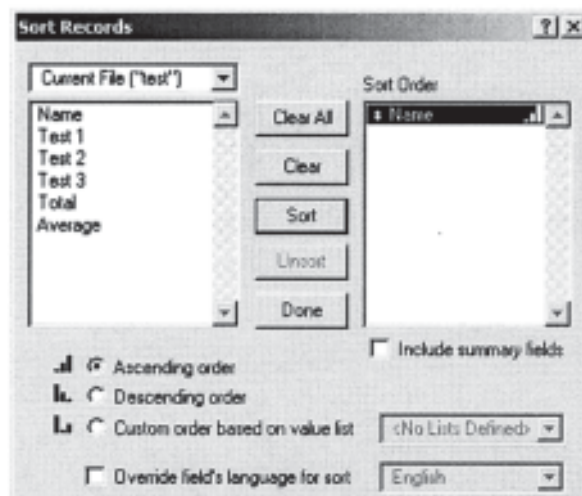 Sort Records
Current File ("test")
Sort Order
Name
Test 1
Test 2
Test 3
Total
Average
Clear All
Clear
Sort
Unsort
Done
Name
Include summary fields
Ascending order
Descending order
Custom order based on value list
<No Lists Defined>
Override field's language for sort
English